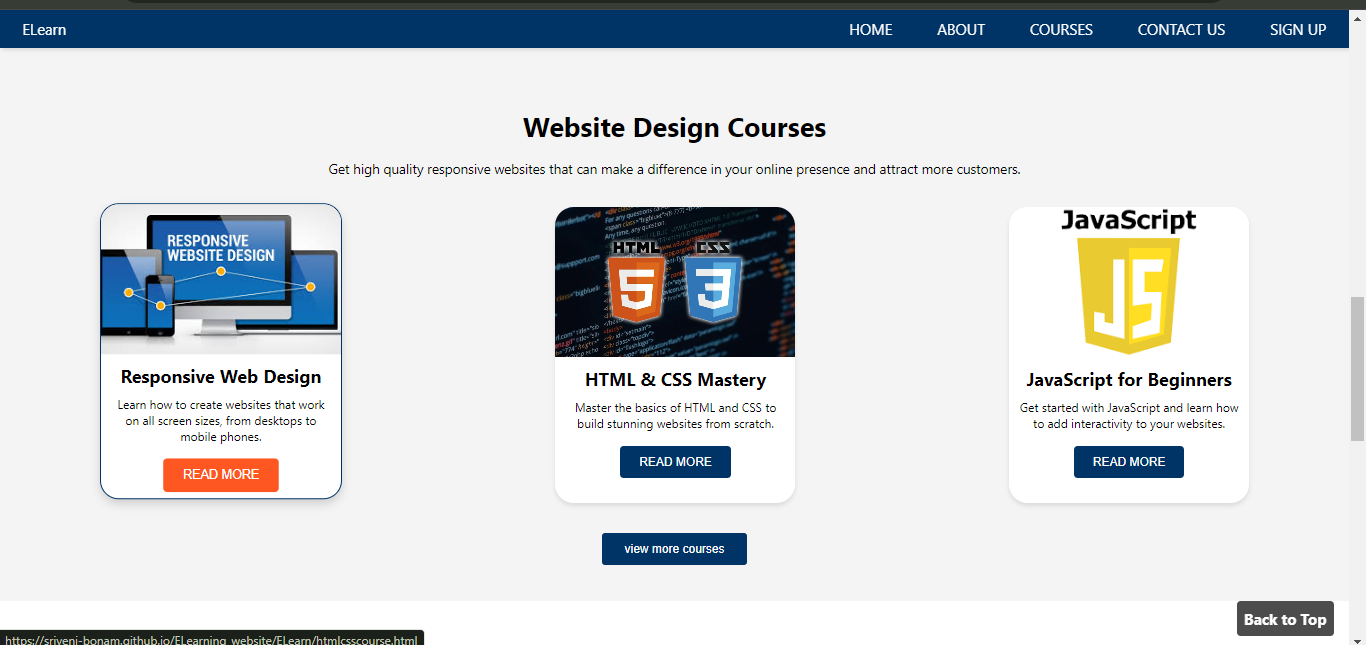 ELearn
HOME
ABOUT
COURSES
CONTACT US
SIGN UP
Website Design Courses
Get high quality responsive websites that can make a difference in your online presence and attract more customers.
RESPONSIVE
WEBSITE DESIGN
Responsive Web Design
Learn how to create websites that work
on all screen sizes, from desktops to
mobile phones.
READ MORE
HTML
CSS
5
3
HTML & CSS Mastery
Master the basics of HTML and CSS to
build stunning websites from scratch.
READ MORE
JavaScript
JS
JavaScript for Beginners
Get started with JavaScript and learn how
to add interactivity to your websites.
READ MORE
view more courses
Back to Top
https://sriveni-bonam.github.io/ELearning_website/ELearn/htmlcsscourse.html